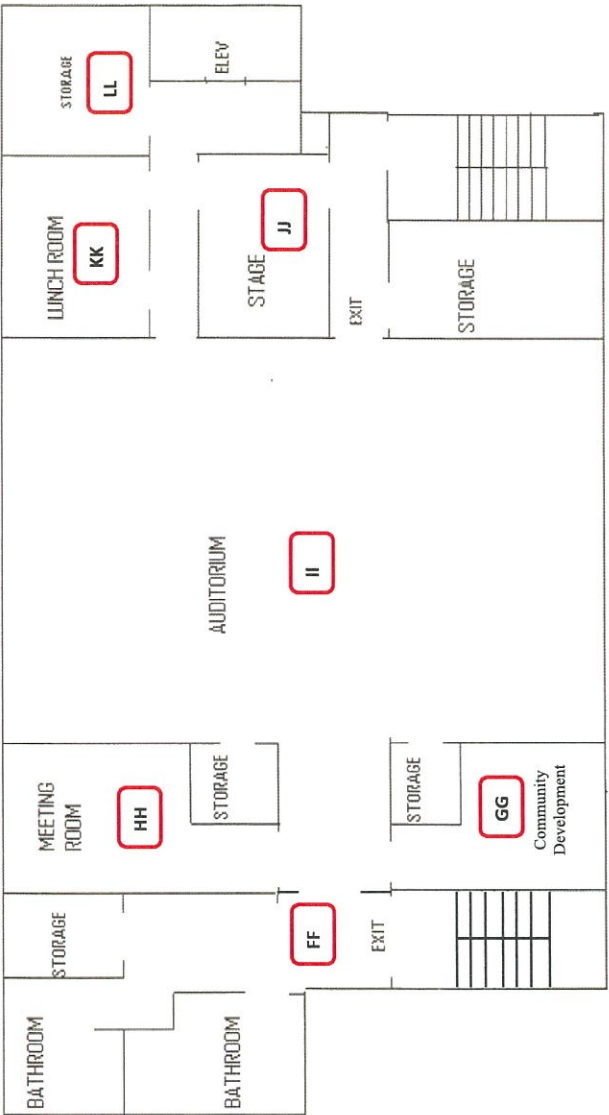 BATHROOM
STORAGE
MEETING
ROOM
HH
LUNCH ROOM
KK
STORAGE
LL
BATHROOM
STORAGE
AUDITORIUM
STAGE
JJ
ELEV
FF
II
EXIT
EXIT
STORAGE
STORAGE
GG
Community
Development